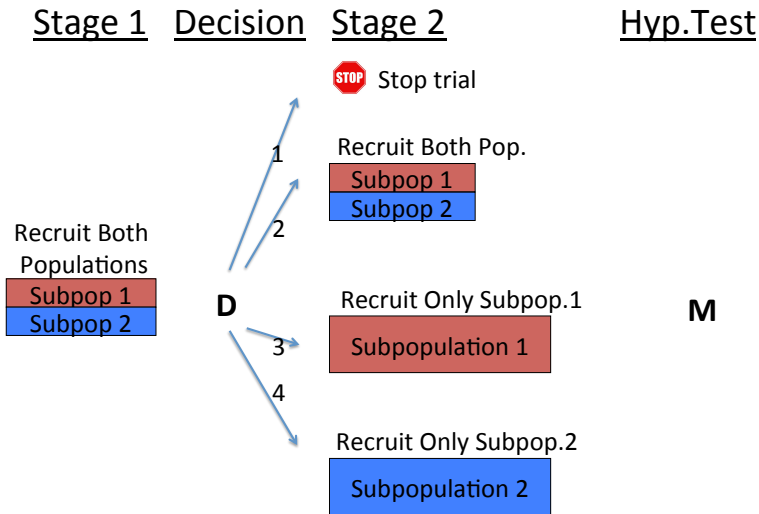 Stage 1 Decision Stage 2 Hyp.Test
STOP Stop trial
1
Recruit Both Pop.
Subpop 1
Subpop 2
2
Recruit Both
Populations
Subpop 1
Subpop 2
D
Recruit Only Subpop.1
Subpopulation 1
3
M
4
Recruit Only Subpop.2
Subpopulation 2